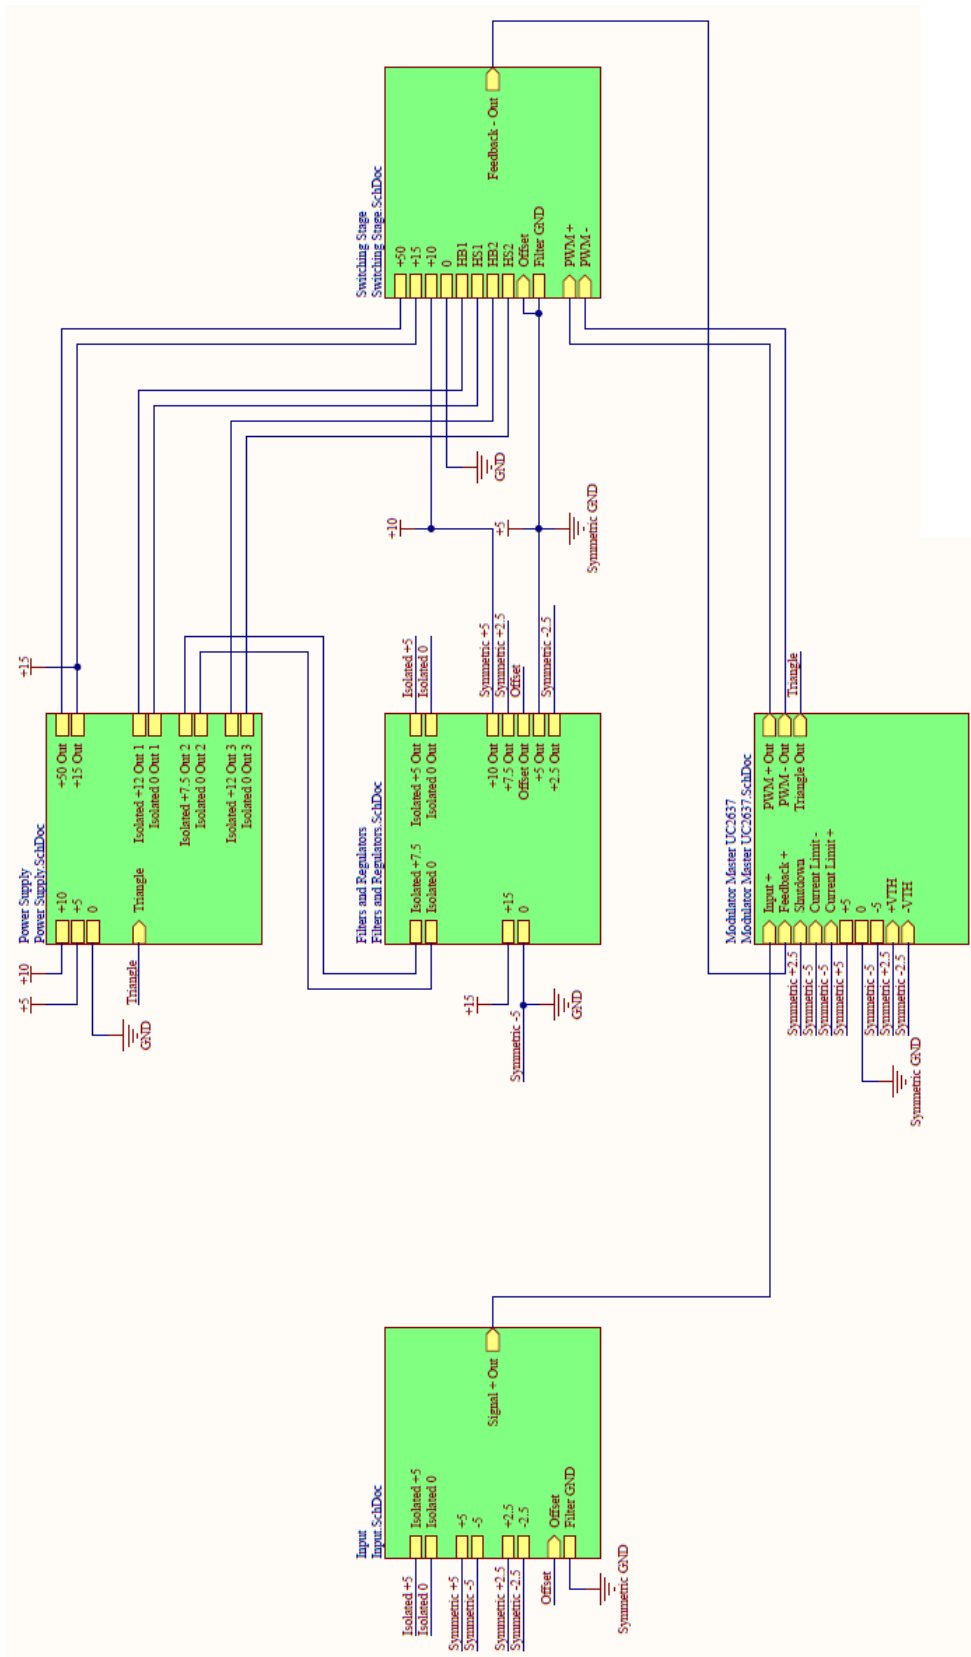 Power Supply
Power Supply.SchDoc
+10
+5
0
Triangle
+50 Out
+15 Out
Isolated +12 Out 1
Isolated 0 Out 1
Isolated +7.5 Out 2
Isolated 0 Out 2
Isolated +12 Out 3
Isolated 0 Out 3
+10
+5
GND
Triangle
+15
Switching Stage
Switching Stage.SchDoc
+50
+15
+10
0
HB1
HS1
HB2
HS2
Offset
Filter GND
PWM +
PWM -
Feedback - Out
GND
+10
+5
Symmetric GND
Filters and Regulators
Filters and Regulators.SchDoc
Isolated +7.5
Isolated 0
+15
0
Isolated +5 Out
Isolated 0 Out
+10 Out
+7.5 Out
Offset Out
+5 Out
+2.5 Out
Isolated +5
Isolated 0
Symmetric +5
Symmetric +2.5
Offset
Symmetric -2.5
+15
GND
Symmetric -5
Input
Input.SchDoc
Isolated +5
Isolated 0
+5
-5
+2.5
-2.5
Offset
Filter GND
Signal + Out
Isolated +5
Isolated 0
Symmetric +5
Symmetric -5
Symmetric +2.5
Symmetric -2.5
Offset
Symmetric GND
Modulator Master UC2637
Modulator Master UC2637.SchDoc
Input +
Feedback +
Shutdown
Current Limit -
Current Limit +
+5
0
-5
+VTH
-VTH
PWM + Out
PWM - Out
Triangle Out
Triangle
Symmetric +2.5
Symmetric -5
Symmetric -5
Symmetric +5
Symmetric -5
Symmetric +2.5
Symmetric -2.5
Symmetric GND